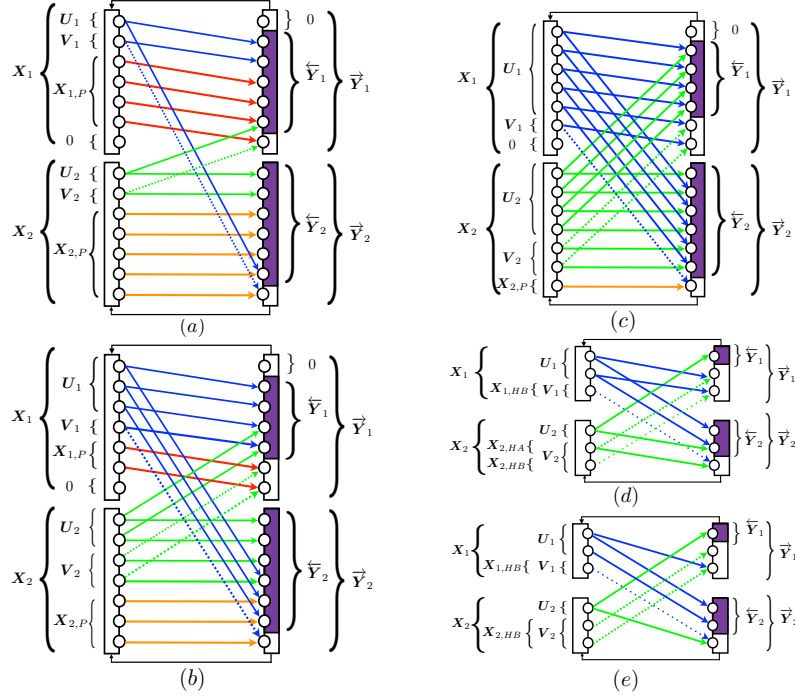 U₁ {
V₁ {
X₁ { X₁,P {
0 {
} 0
} ←Y₁ } →Y₁
U₂ {
V₂ {
X₂ { X₂,P {
} ←Y₂ } →Y₂
(a)
X₁ { U₁ {
V₁ {
X₁,P {
0 {
} 0
} ←Y₁ } →Y₁
X₂ { U₂ {
V₂ {
X₂,P {
} ←Y₂ } →Y₂
(b)
X₁ { U₁ {
V₁ {
0 {
} 0
} ←Y₁ } →Y₁
X₂ { U₂ {
V₂ {
X₂,P {
} ←Y₂ } →Y₂
(c)
X₁ { U₁ {
X₁,HB { V₁ {
} ←Y₁ } →Y₁
X₂ { U₂ {
X₂,HA { V₂ {
X₂,HB {
} ←Y₂ } →Y₂
(d)
X₁ { U₁ {
X₁,HB { V₁ {
} ←Y₁ } →Y₁
X₂ { U₂ {
X₂,HB { V₂ {
} ←Y₂ } →Y₂
(e)